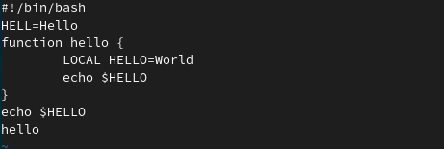 #!/bin/bash
HELL=Hello
function hello {
        LOCAL HELLO=World
        echo $HELLO
}
echo $HELLO
hello
~